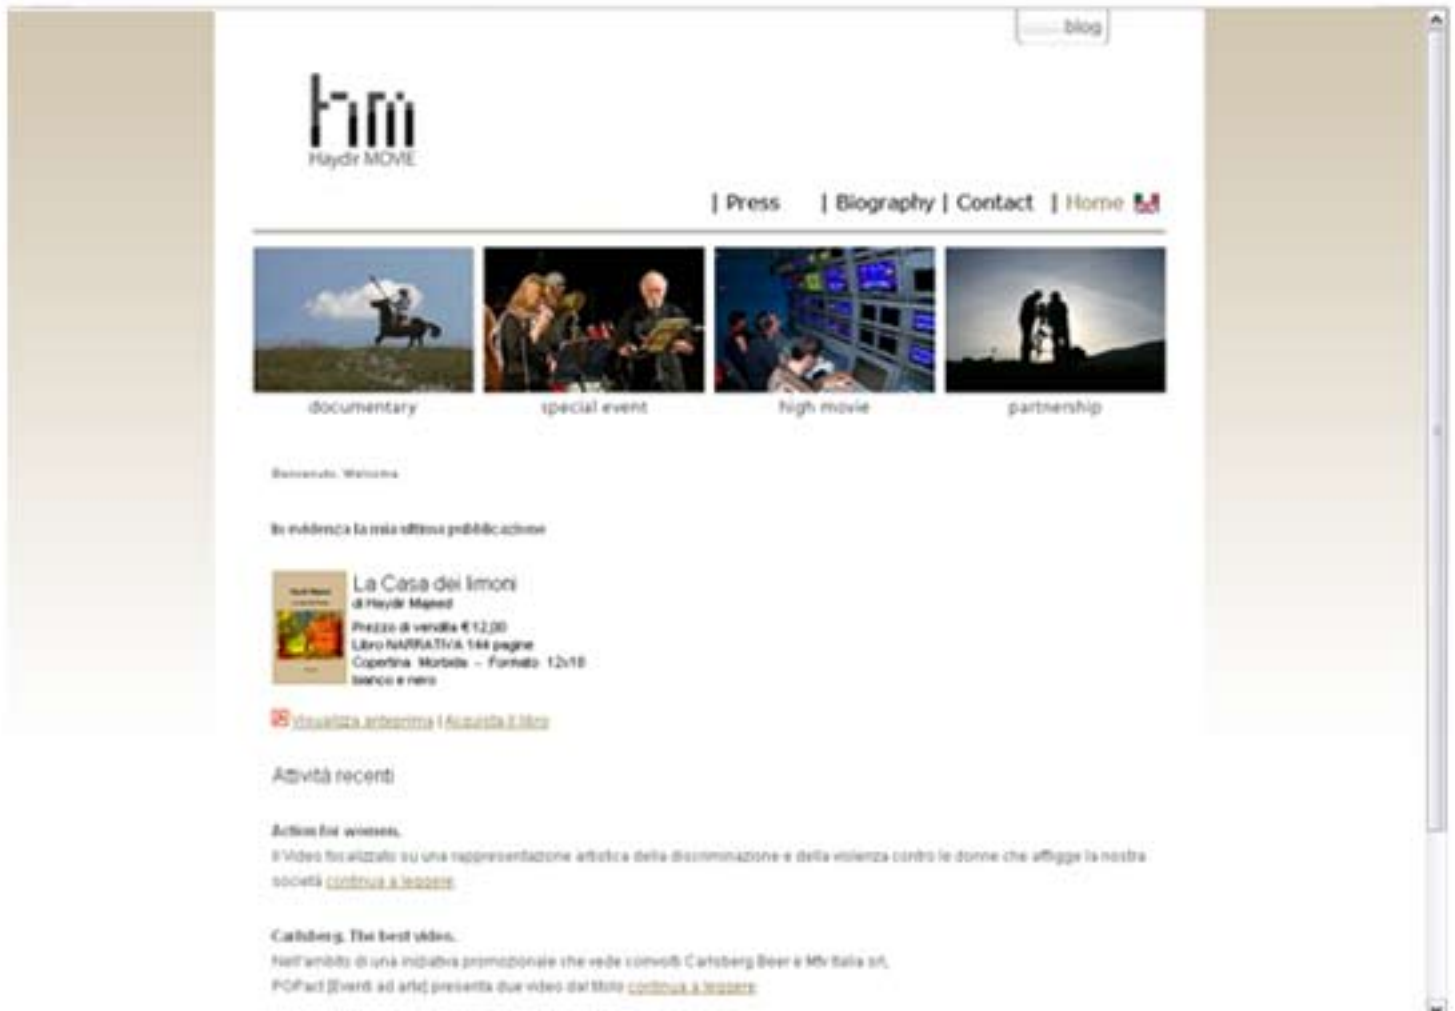 blog
hm
Haydir MOVIE
| Press | Biography | Contact | Home
documentary special event high movie partnership
Benvenuto. Welcome
In evidenza la mia ultima pubblicazione
La Casa dei limoni
di Haydir Majeed
Prezzo di vendita € 12,00
Libro NARRATIVA 144 pagine
Copertina Morbida - Formato 12x18
bianco e nero
Visualizza anteprima | Acquista il libro
Attività recenti
Action for women.
Il Video focalizzato su una rappresentazione artistica della discriminazione e della violenza contro le donne che affligge la nostra
società continua a leggere
Carlsberg. The best video.
Nell'ambito di una iniziativa promozionale che vede coinvolti Carlsberg Beer e Mtv Italia srl,
POPact [Eventi ad arte] presenta due video dal titolo continua a leggere